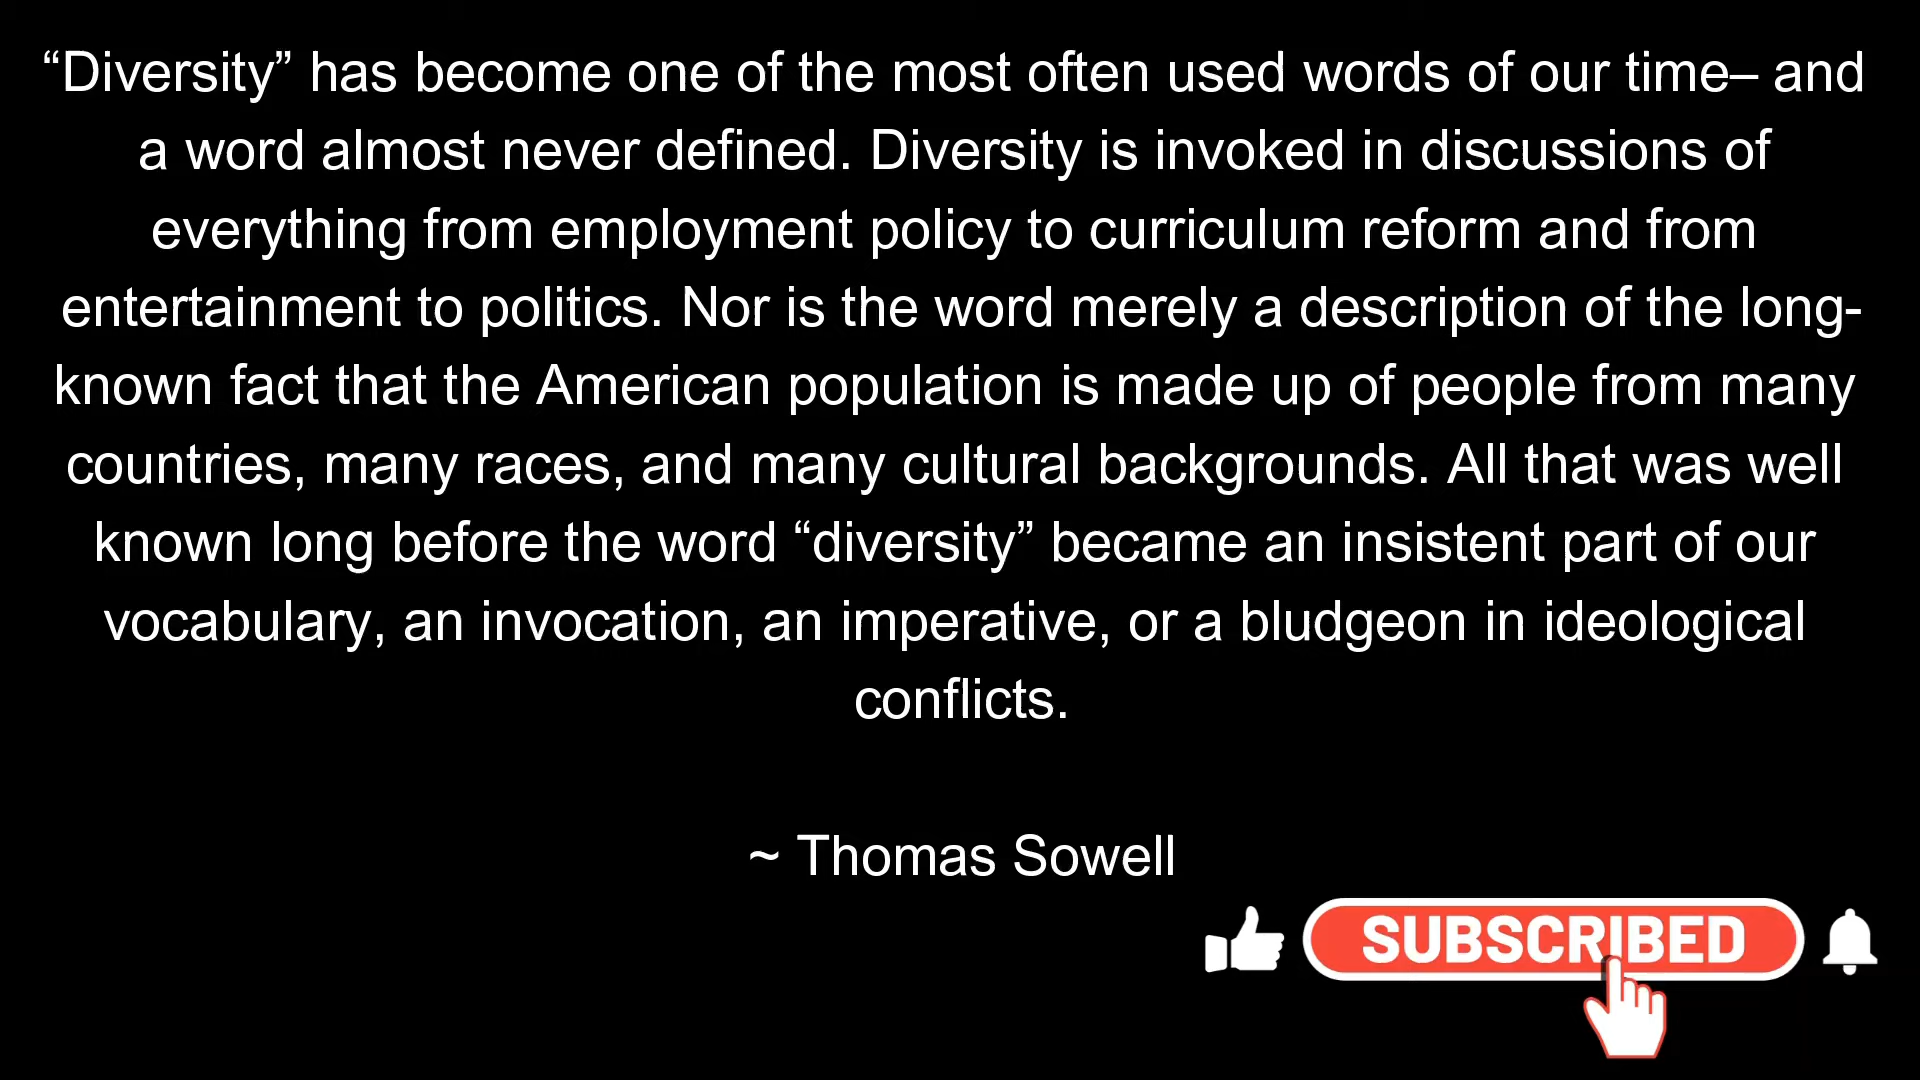 “Diversity” has become one of the most often used words of our time– and
a word almost never defined. Diversity is invoked in discussions of
everything from employment policy to curriculum reform and from
entertainment to politics. Nor is the word merely a description of the long-
known fact that the American population is made up of people from many
countries, many races, and many cultural backgrounds. All that was well
known long before the word “diversity” became an insistent part of our
vocabulary, an invocation, an imperative, or a bludgeon in ideological
conflicts.
~ Thomas Sowell
SUBSCRIBED